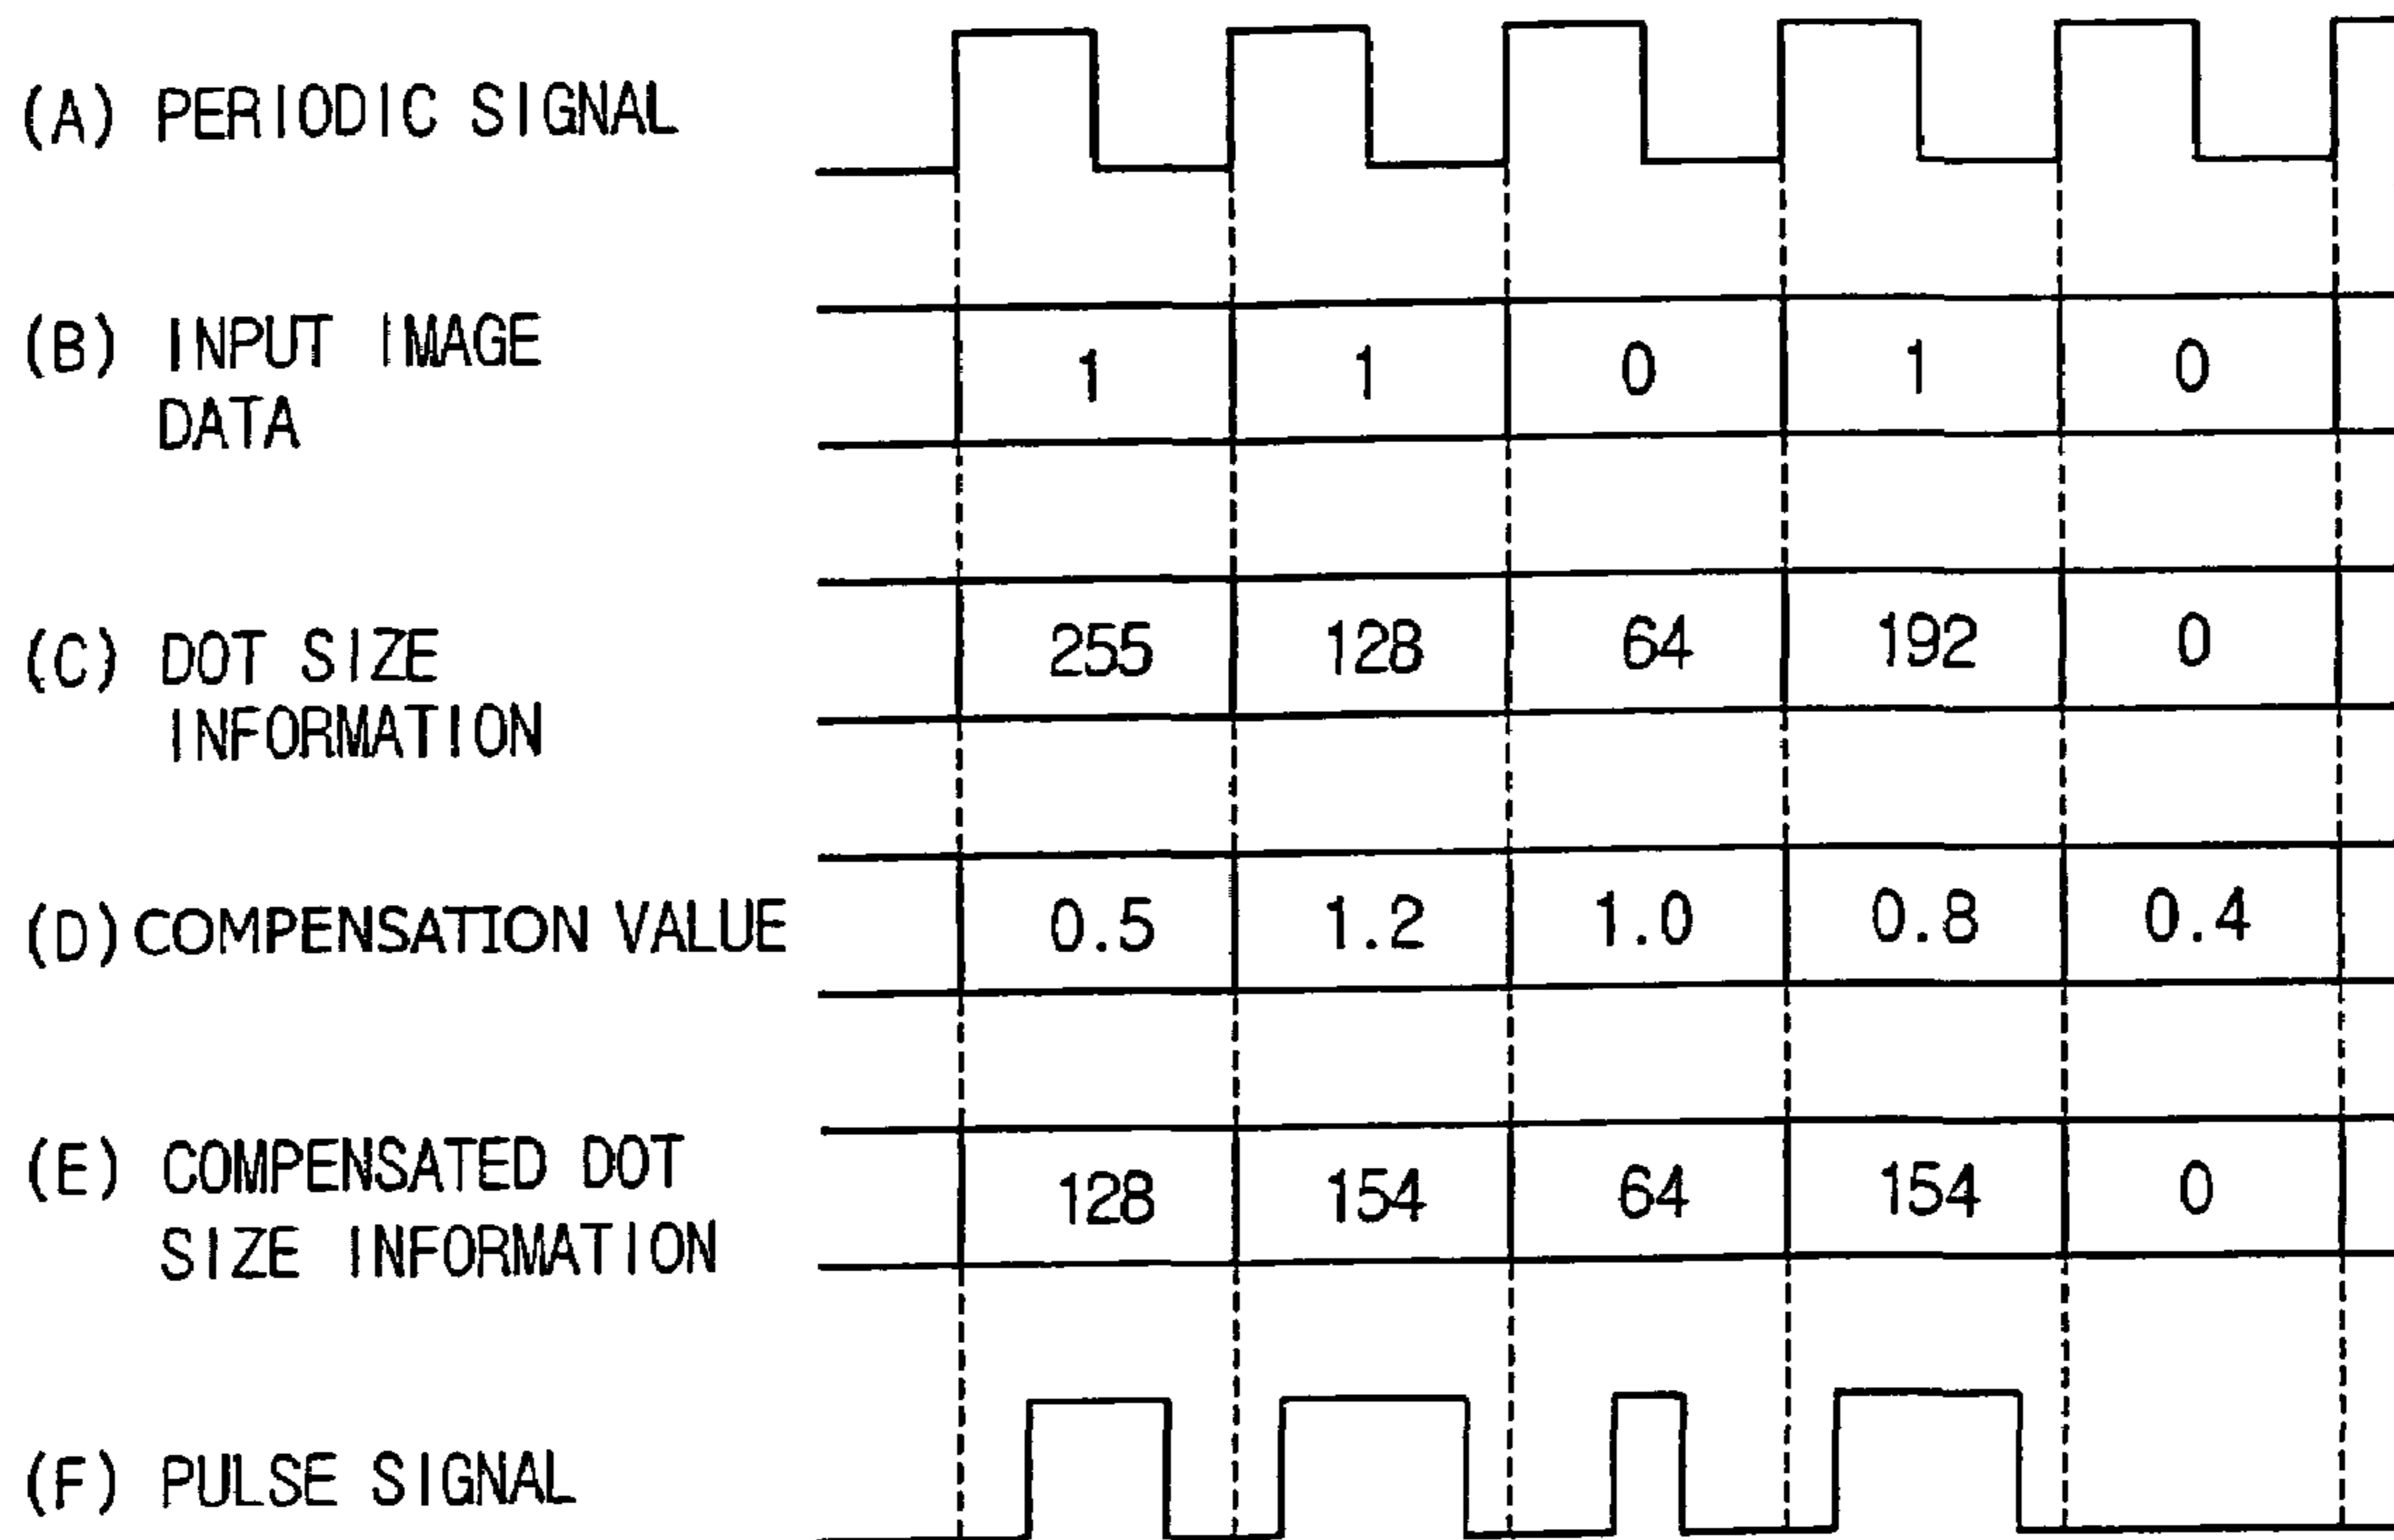 (A) PERIODIC SIGNAL
(B) INPUT IMAGE
DATA
1 1 0 1 0
(C) DOT SIZE
INFORMATION
255 128 64 192 0
(D) COMPENSATION VALUE
0.5 1.2 1.0 0.8 0.4
(E) COMPENSATED DOT
SIZE INFORMATION
128 154 64 154 0
(F) PULSE SIGNAL